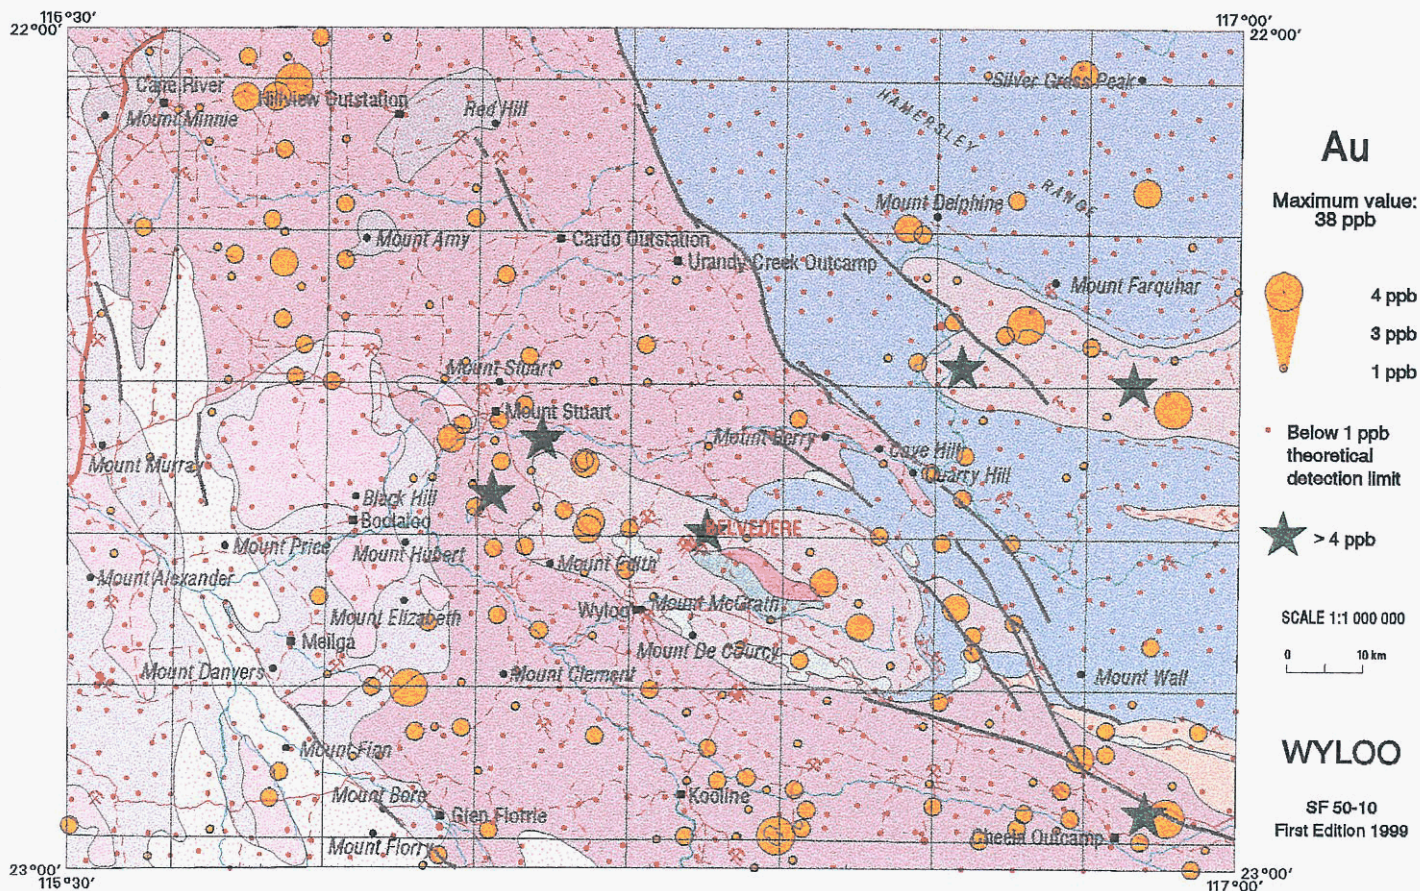 115°30'
117°00'
22°00'
22°00'
Silver Grass Peak
Cane River
Hillview Outstation
Red Hill
Mount Minnie
HAMERSLEY
RANGE
Mount Delphine
Mount Amy
Cardo Outstation
Urandy Creek Outcamp
Mount Farquhar
Mount Stuart
Mount Stuart
Mount Berry
Cave Hill
Mount Murray
Quarry Hill
Black Hill
Boolaloo
BELVEDERE
Mount Price
Mount Hubert
Mount Edith
Mount Alexander
Mount Elizabeth
Wyloo
Mount McGrath
Meilga
Mount De Courcy
Mount Danvers
Mount Clement
Mount Wall
Mount Fian
Mount Bore
Kooline
Glen Florrie
Mount Florry
Cheela Outcamp
23°00'
23°00'
115°30'
117°00'
Au
Maximum value:
38 ppb
4 ppb
3 ppb
1 ppb
Below 1 ppb
theoretical
detection limit
> 4 ppb
SCALE 1:1 000 000
0 10 km
WYLOO
SF 50-10
First Edition 1999